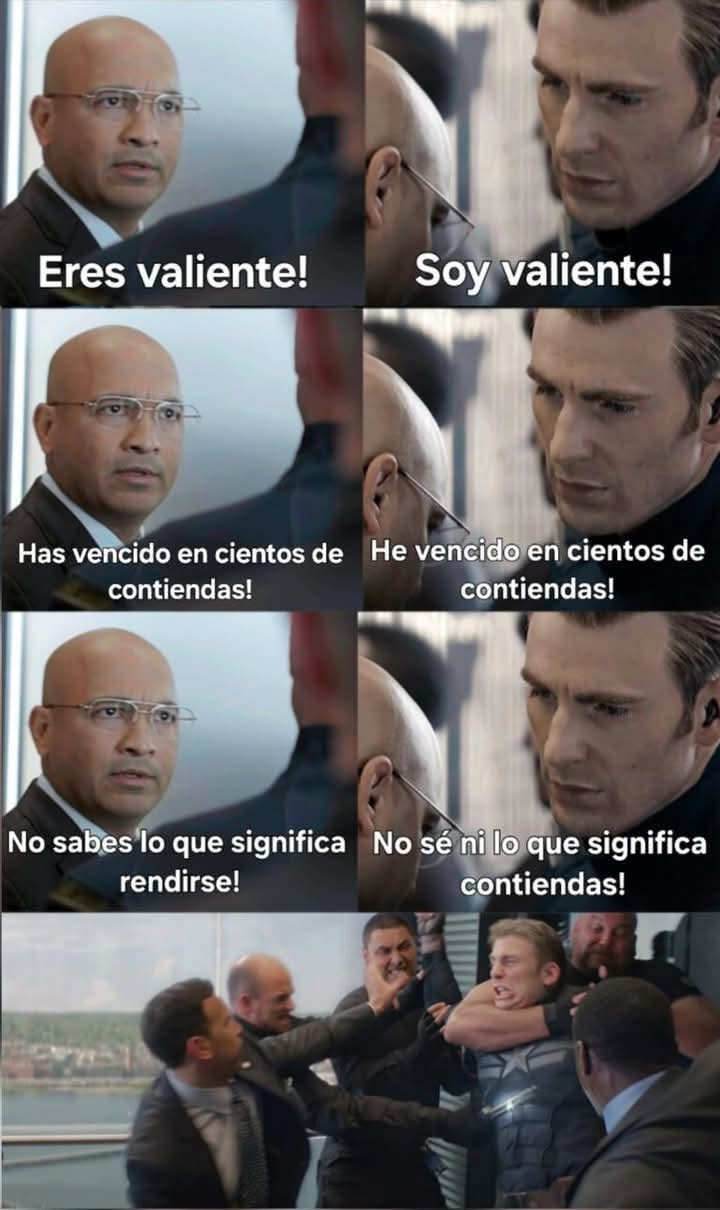 Eres valiente!
Soy valiente!
Has vencido en cientos de
contiendas!
He vencido en cientos de
contiendas!
No sabes lo que significa
rendirse!
No sé ni lo que significa
contiendas!